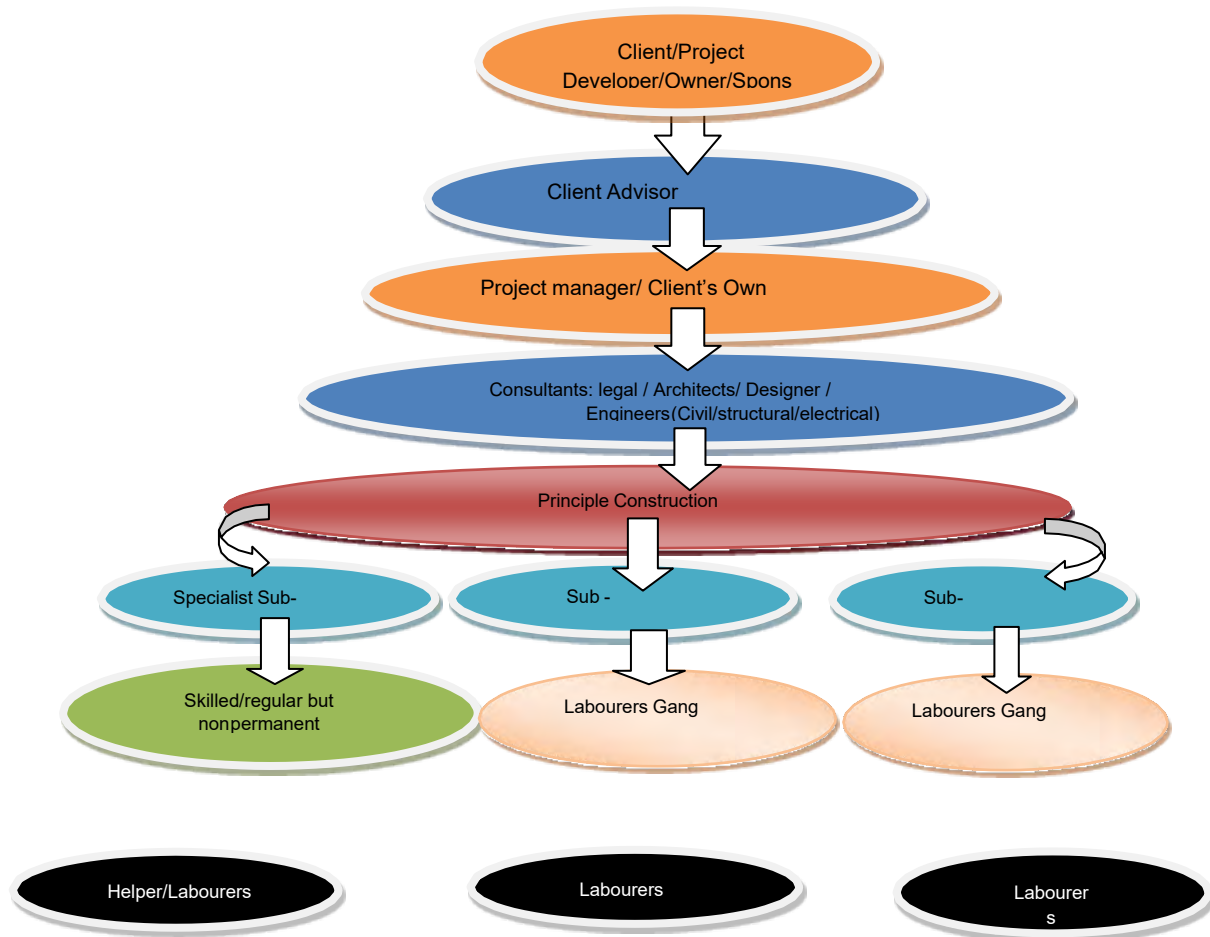 Client/Project
Developer/Owner/Spons
Client Advisor
Project manager/ Client's Own
Consultants: legal / Architects/ Designer /
Engineers(Civil/structural/electrical)
Principle Construction
Specialist Sub-
Sub -
Sub-
Skilled/regular but
nonpermanent
Labourers Gang
Labourers Gang
Helper/Labourers
Labourers
Labourer
s